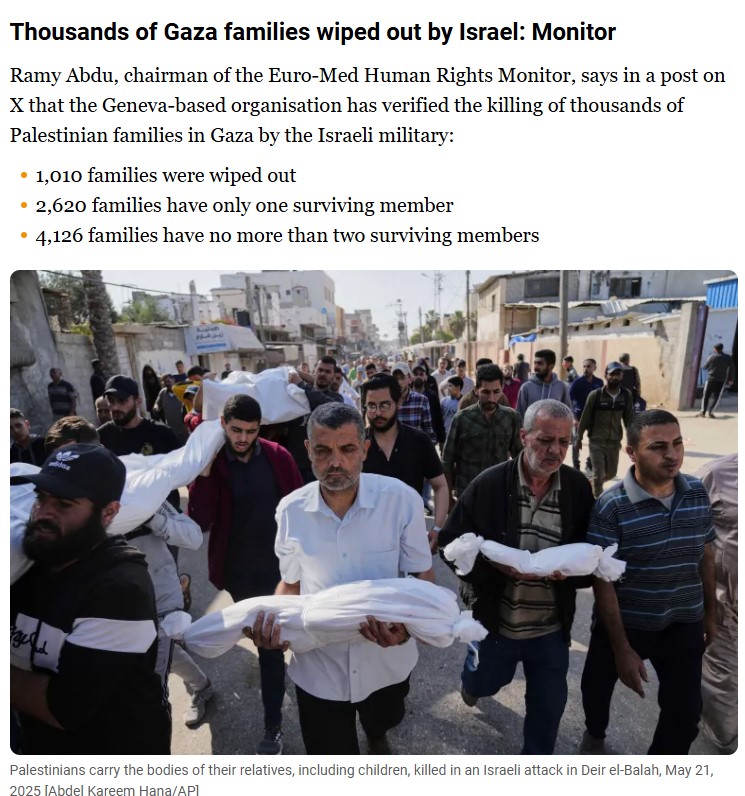 Thousands of Gaza families wiped out by Israel: Monitor
Ramy Abdu, chairman of the Euro-Med Human Rights Monitor, says in a post on
X that the Geneva-based organisation has verified the killing of thousands of
Palestinian families in Gaza by the Israeli military:
• 1,010 families were wiped out
• 2,620 families have only one surviving member
• 4,126 families have no more than two surviving members
adidas
Palestinians carry the bodies of their relatives, including children, killed in an Israeli attack in Deir el-Balah, May 21,
2025 [Abdel Kareem Hana/AP]